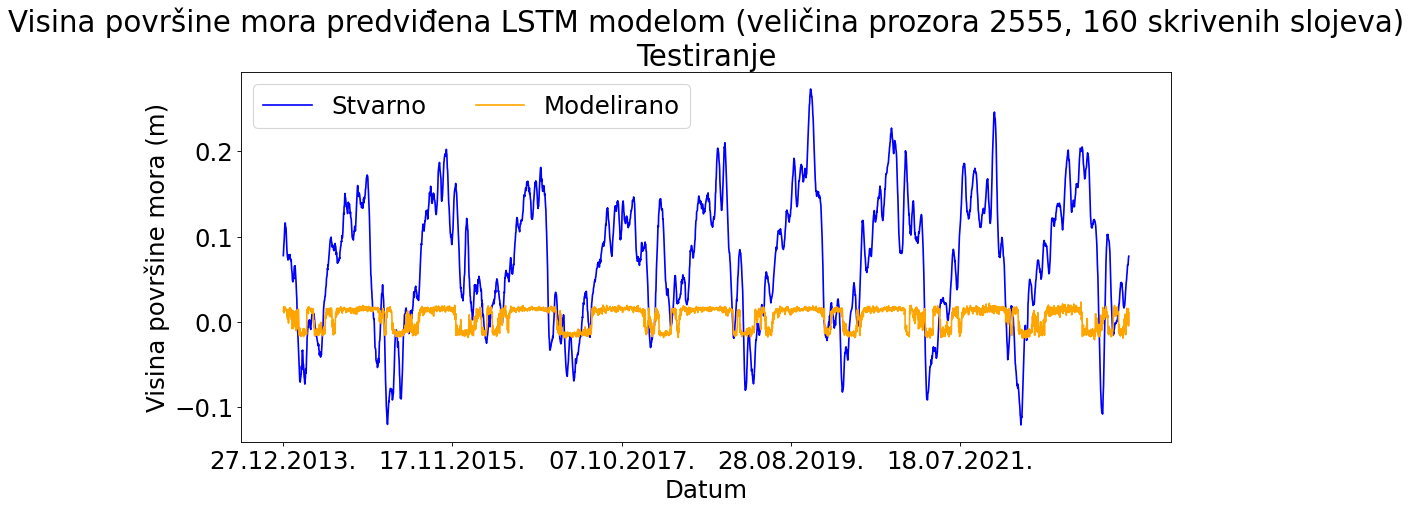 Visina površine mora predviđena LSTM modelom (veličina prozora 2555, 160 skrivenih slojeva)
Testiranje
Stvarno
Modelirano
Visina površine mora (m)
0.2
0.1
0.0
−0.1
27.12.2013.
17.11.2015.
07.10.2017.
28.08.2019.
18.07.2021.
Datum